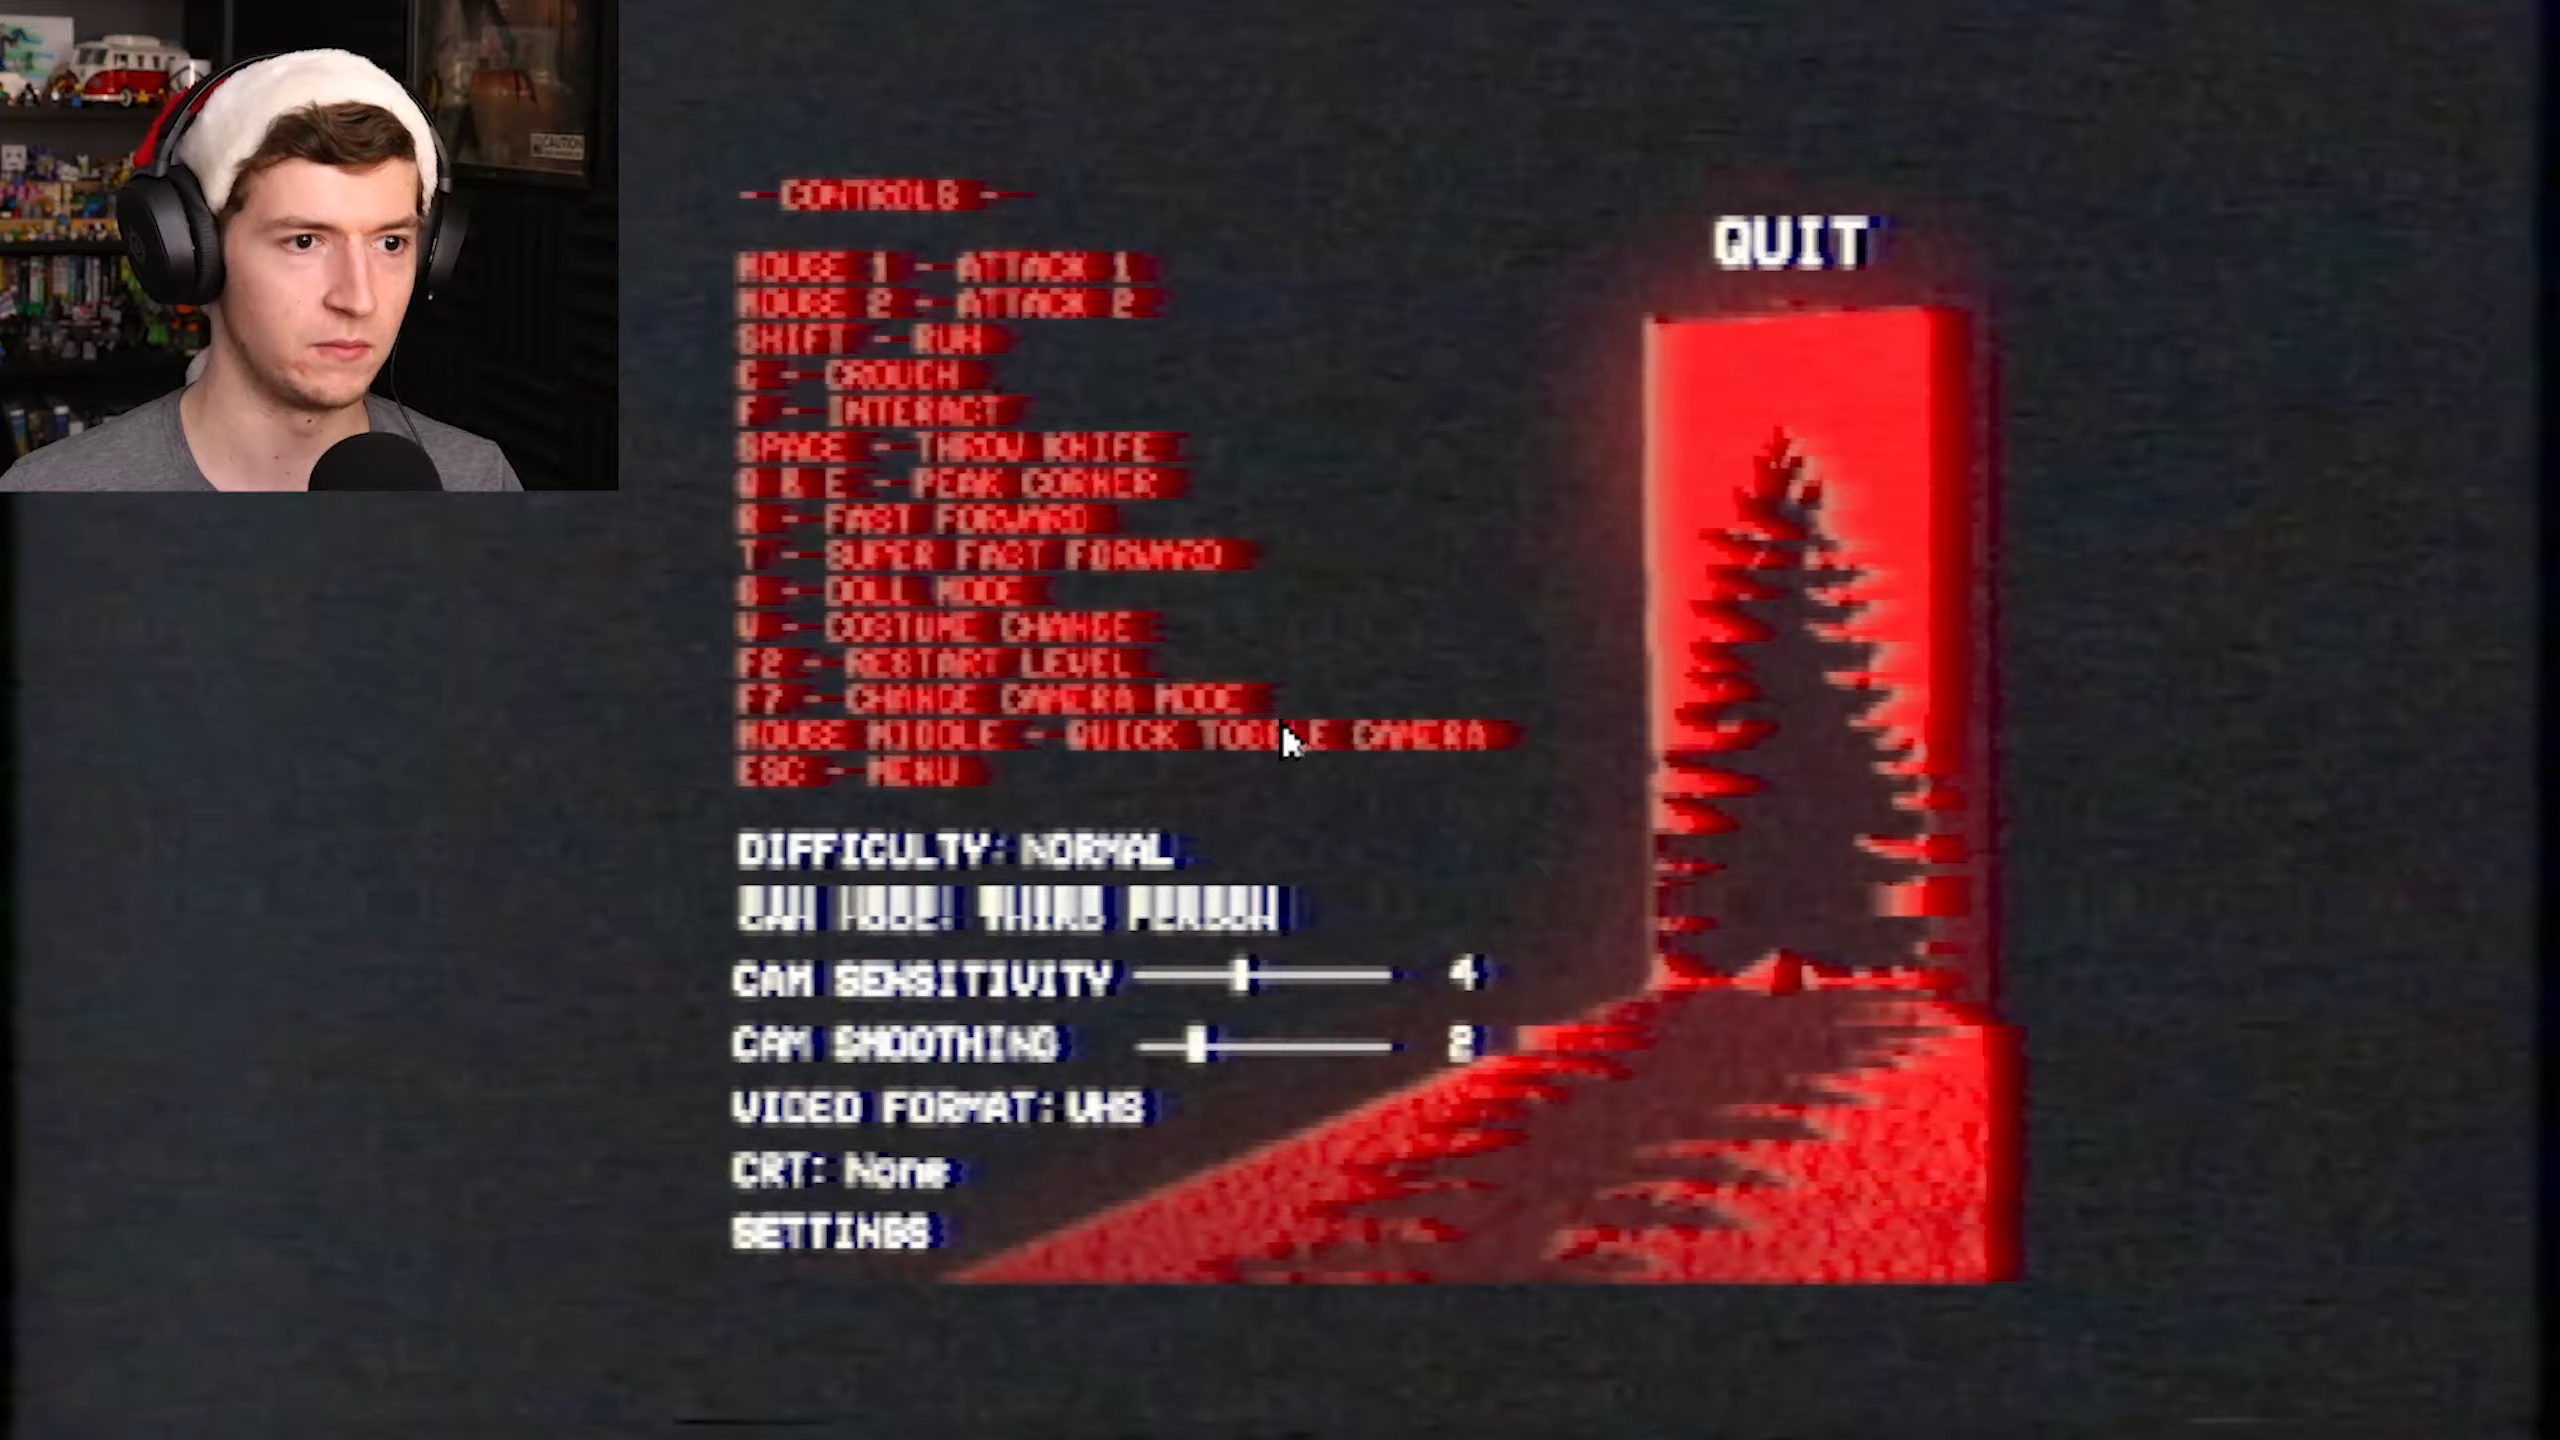 CAUTION
-- CONTROLS --
MOUSE 1 -- ATTACK 1
MOUSE 2 -- ATTACK 2
SHIFT -- RUN
C -- CROUCH
F -- INTERACT
SPACE -- THROW KNIFE
Q & E -- PEAK CORNER
R -- FAST FORWARD
T -- SUPER FAST FORWARD
-- DOLL MODE
V -- COSTUME CHANGE
F2 -- RESTART LEVEL
F7 -- CHANGE CAMERA MODE
MOUSE MIDDLE -- QUICK TOGGLE CAMERA
ESC -- MENU
DIFFICULTY: NORMAL
CAM MODE: THIRD PERSON
CAM SENSITIVITY 4
CAM SMOOTHING 2
VIDEO FORMAT: VHS
CRT: None
SETTINGS
QUIT